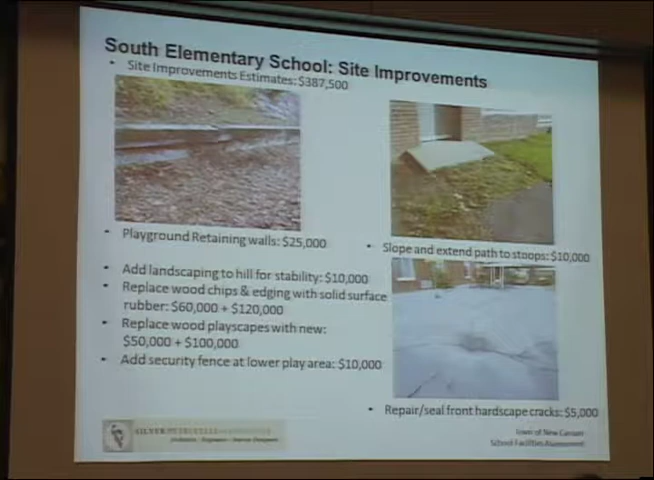 South Elementary School: Site Improvements
• Site Improvements Estimates: $387,500
• Playground Retaining walls: $25,000
• Slope and extend path to stoops: $10,000
• Add landscaping to hill for stability: $10,000
• Replace wood chips & edging with solid surface
rubber: $60,000 + $120,000
• Replace wood playscapes with new:
$50,000 + $100,000
• Add security fence at lower play area: $10,000
• Repair/seal front hardscape cracks: $5,000
SILVER
Town of New Canaan
School Facilities Assessment